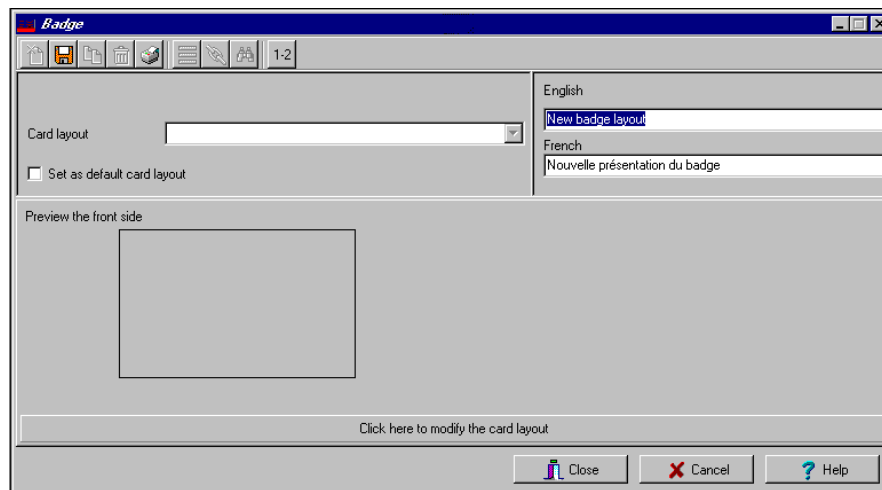 Badge
1-2
English
New badge layout
Card layout
French
Nouvelle présentation du badge
Set as default card layout
Preview the front side
Click here to modify the card layout
Close Cancel Help